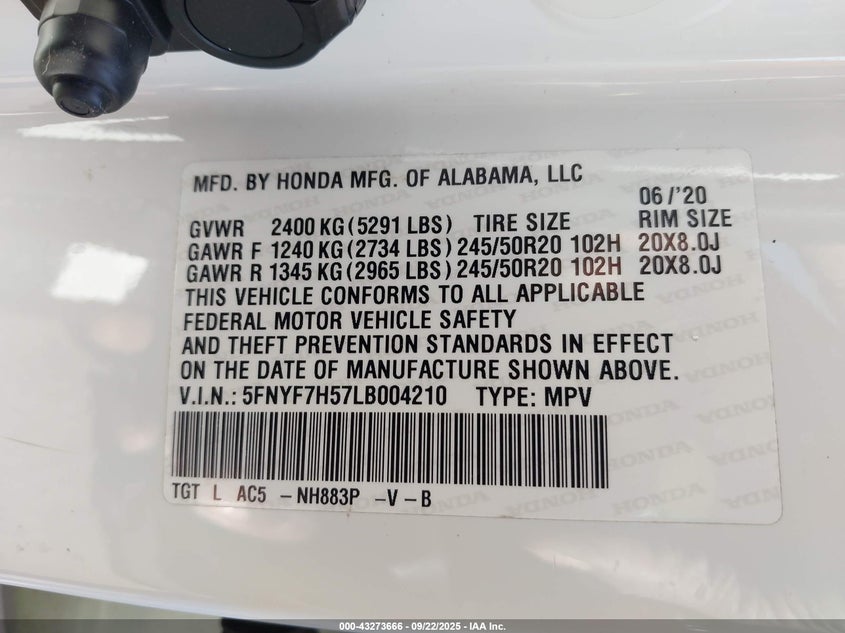 MFD. BY HONDA MFG. OF ALABAMA, LLC
06/'20
GVWR 2400 KG (5291 LBS) TIRE SIZE RIM SIZE
GAWR F 1240 KG (2734 LBS) 245/50R20 102H 20X8.0J
GAWR R 1345 KG (2965 LBS) 245/50R20 102H 20X8.0J
THIS VEHICLE CONFORMS TO ALL APPLICABLE
FEDERAL MOTOR VEHICLE SAFETY
AND THEFT PREVENTION STANDARDS IN EFFECT
ON THE DATE OF MANUFACTURE SHOWN ABOVE.
V.I.N.: 5FNYF7H57LB004210 TYPE: MPV
TGT L AC5 -NH883P -V -B
000-43273666 - 09/22/2025 - IAA Inc.